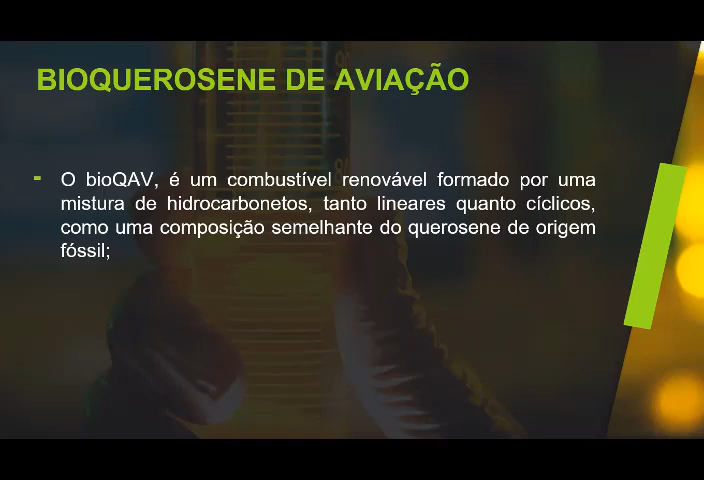 BIOQUEROSENE DE AVIAÇÃO
- O bioQAV, é um combustível renovável formado por uma
mistura de hidrocarbonetos, tanto lineares quanto cíclicos,
como uma composição semelhante do querosene de origem
fóssil;